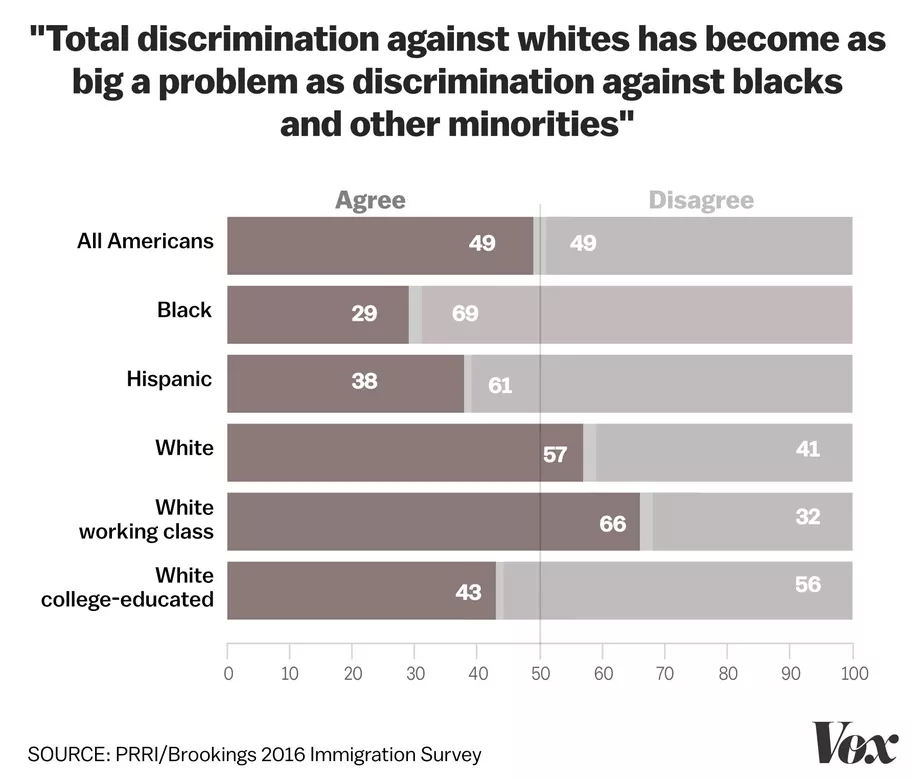 "Total discrimination against whites has become as
big a problem as discrimination against blacks
and other minorities"
Agree Disagree
All Americans 49 49
Black 29 69
Hispanic 38 61
White 57 41
White
working class 66 32
White
college-educated 43 56
0 10 20 30 40 50 60 70 80 90 100
SOURCE: PRRI/Brookings 2016 Immigration Survey
Vox